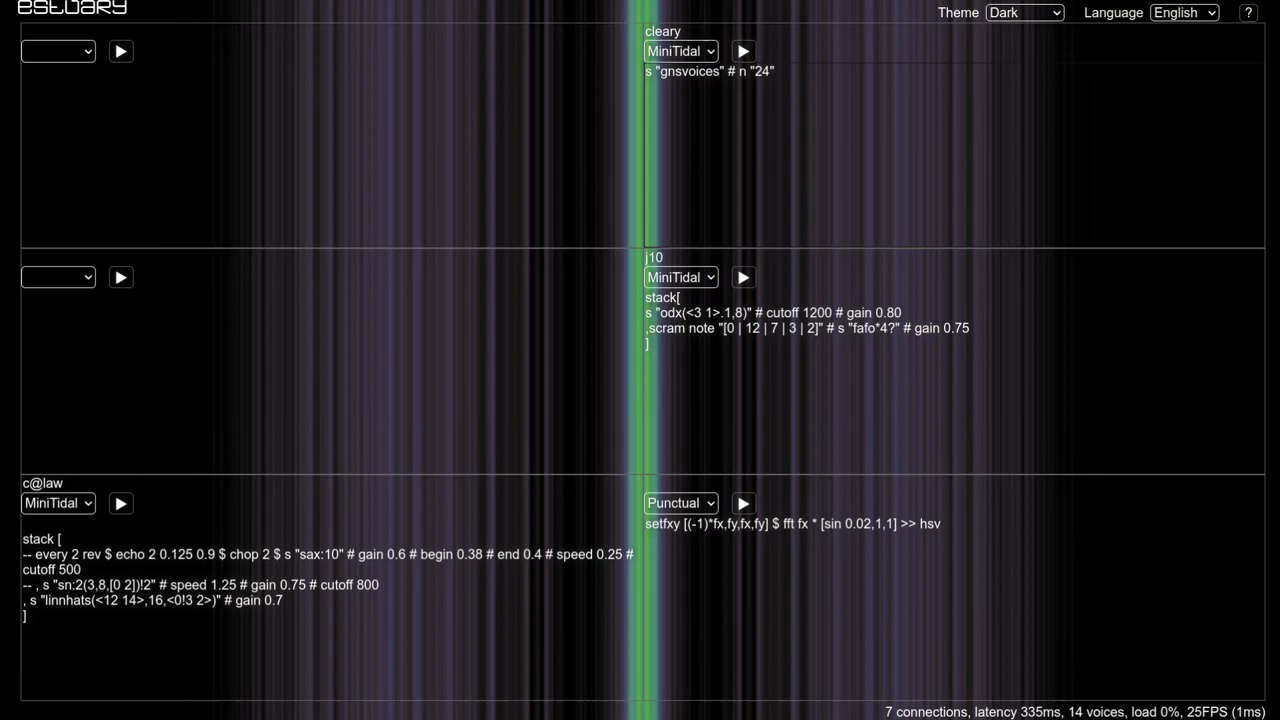 estuary
Theme Dark Language English ?
cleary
MiniTidal
s "gnsvoices" # n "24"
j10
MiniTidal
stack[
s "odx(<3 1>.1,8)" # cutoff 1200 # gain 0.80
,scram note "[0 | 12 | 7 | 3 | 2]" # s "fafo*4?" # gain 0.75
]
c@law
MiniTidal
stack [
-- every 2 rev $ echo 2 0.125 0.9 $ chop 2 $ s "sax:10" # gain 0.6 # begin 0.38 # end 0.4 # speed 0.25 #
cutoff 500
-- , s "sn:2(3,8,[0 2])!2" # speed 1.25 # gain 0.75 # cutoff 800
, s "linnhats(<12 14>,16,<0!3 2>)" # gain 0.7
]
Punctual
setfxy [(-1)*fx,fy,fx,fy] $ fft fx * [sin 0.02,1,1] >> hsv
7 connections, latency 335ms, 14 voices, load 0%, 25FPS (1ms)